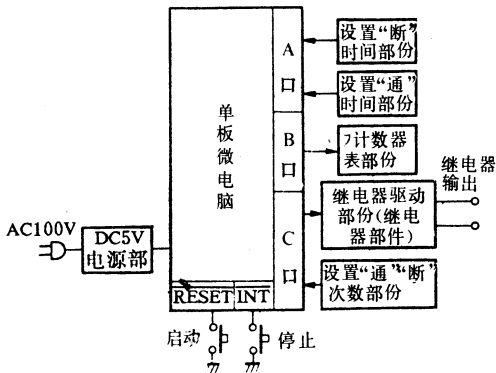 设置“断”
时间部份
A
口
设置“通”
时间部份
单板微电脑
B
口
7计数器
表部份
继电器
输出
继电器驱动
部份(继电
器部件)
AC100V
DC5V
电源部
C
口
设置“通”“断”
次数部份
RESET
INT
启动
停止